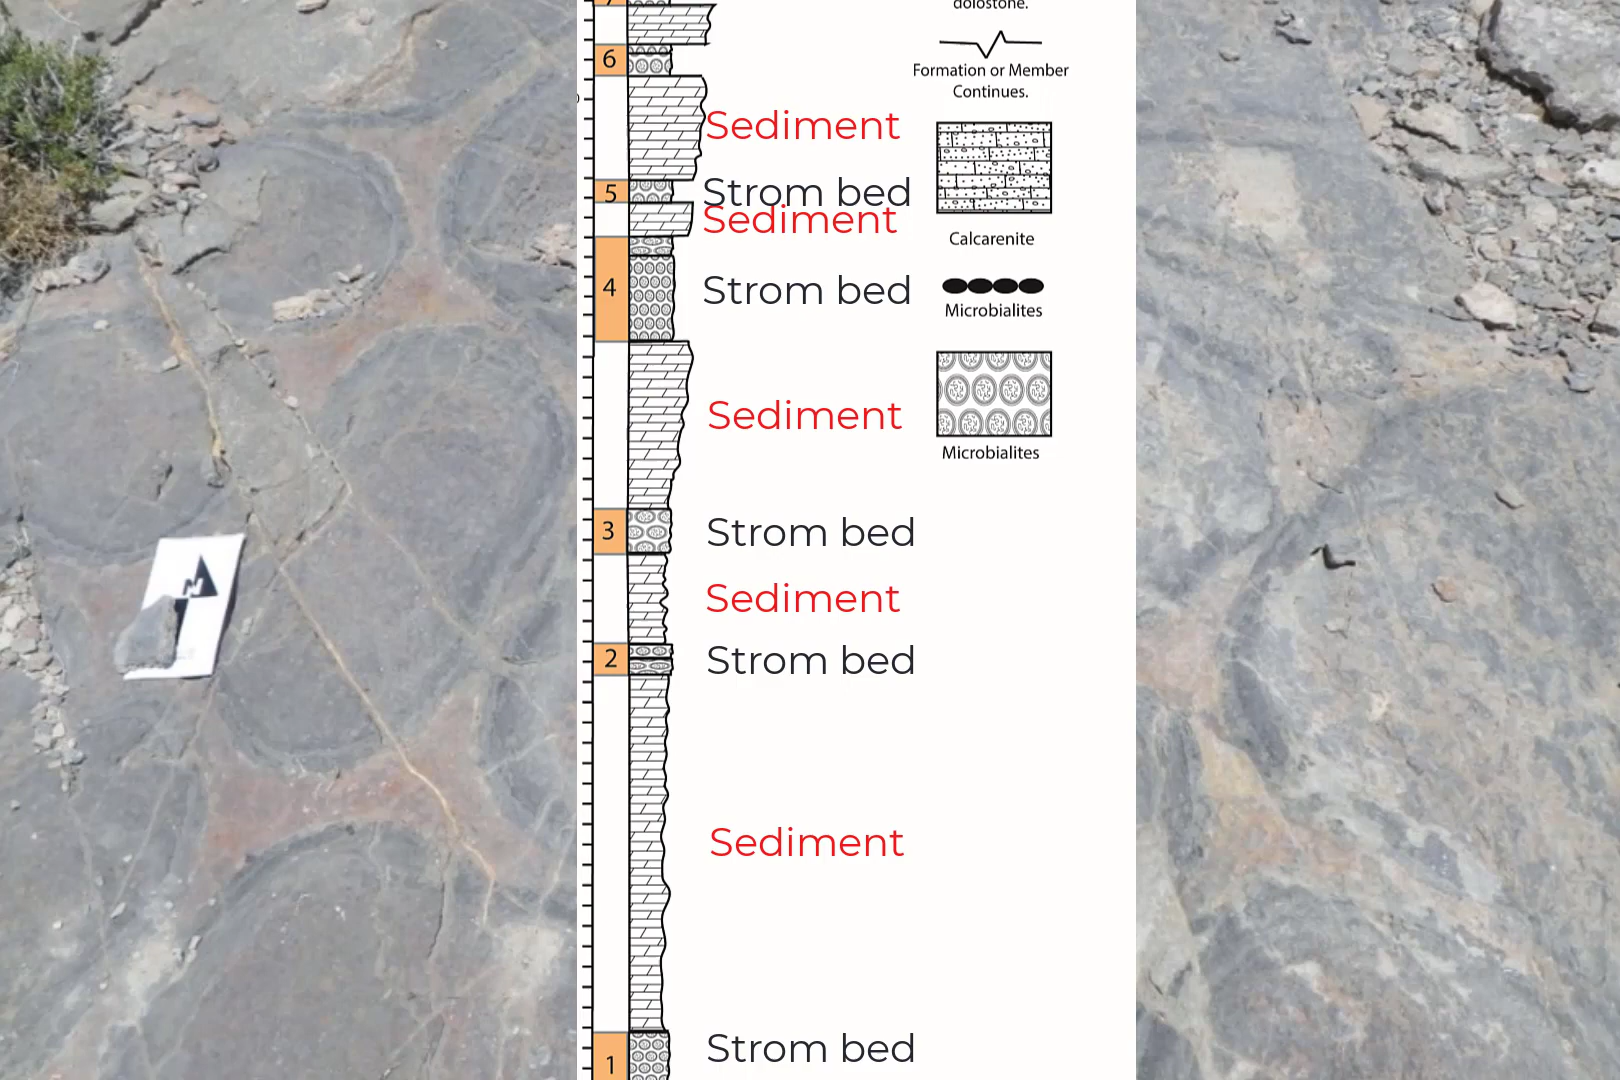 7
dolostone.
6
Formation or Member
Continues.
Sediment
5
Strom bed
Sediment
Calcarenite
4
Strom bed
Microbialites
Sediment
Microbialites
3
Strom bed
Sediment
2
Strom bed
Sediment
Strom bed
1